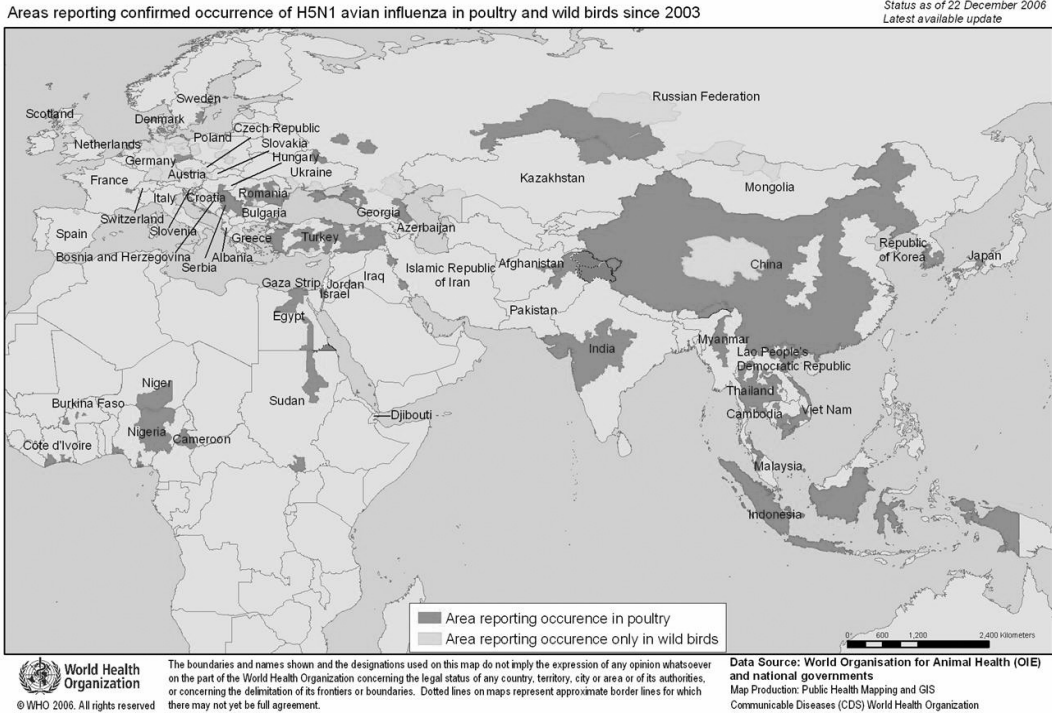 Areas reporting confirmed occurrence of H5N1 avian influenza in poultry and wild birds since 2003
Status as of 22 December 2006
Latest available update
Scotland
Sweden
Denmark
Netherlands
Poland
Czech Republic
Slovakia
Hungary
Ukraine
Germany
Austria
France
Italy
Croatia
Romania
Switzerland
Bulgaria
Georgia
Spain
Slovenia
Greece
Turkey
Azerbaijan
Bosnia and Herzegovina
Albania
Serbia
Russian Federation
Kazakhstan
Mongolia
Gaza Strip
Jordan
Israel
Iraq
Islamic Republic
of Iran
Afghanistan
China
Republic
of Korea
Japan
Egypt
Pakistan
India
Myanmar
Lao People's
Democratic Republic
Thailand
Cambodia
Viet Nam
Niger
Burkina Faso
Sudan
Djibouti
Nigeria
Cameroon
Côte d'Ivoire
Malaysia
Indonesia
Area reporting occurence in poultry
Area reporting occurence only in wild birds
0 600 1,200 2,400 Kilometers
World Health
Organization
© WHO 2006. All rights reserved
The boundaries and names shown and the designations used on this map do not imply the expression of any opinion whatsoever
on the part of the World Health Organization concerning the legal status of any country, territory, city or area or of its authorities,
or concerning the delimitation of its frontiers or boundaries. Dotted lines on maps represent approximate border lines for which
there may not yet be full agreement.
Data Source: World Organisation for Animal Health (OIE)
and national governments
Map Production: Public Health Mapping and GIS
Communicable Diseases (CDS) World Health Organization